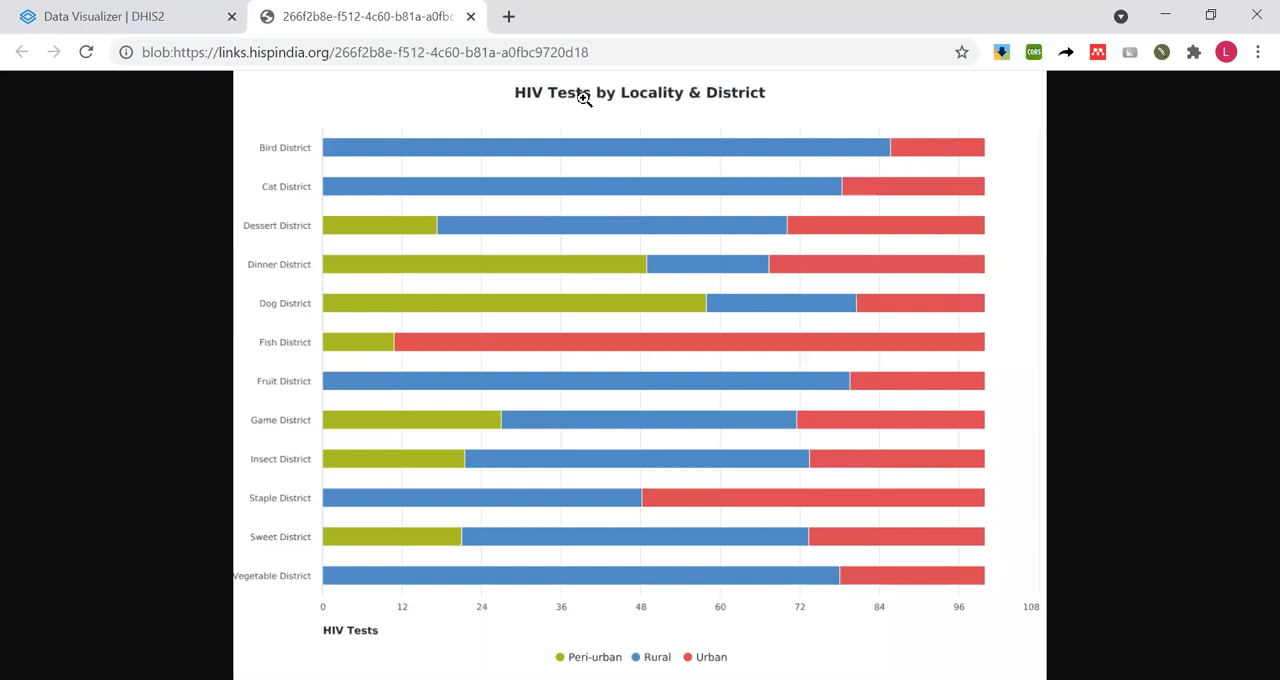 Data Visualizer | DHIS2
266f2b8e-f512-4c60-b81a-a0fbc
blob:https://links.hispindia.org/266f2b8e-f512-4c60-b81a-a0fbc9720d18
CORS
L
HIV Tests by Locality & District
Bird District
Cat District
Dessert District
Dinner District
Dog District
Fish District
Fruit District
Game District
Insect District
Staple District
Sweet District
Vegetable District
0 12 24 36 48 60 72 84 96 108
HIV Tests
Peri-urban Rural Urban